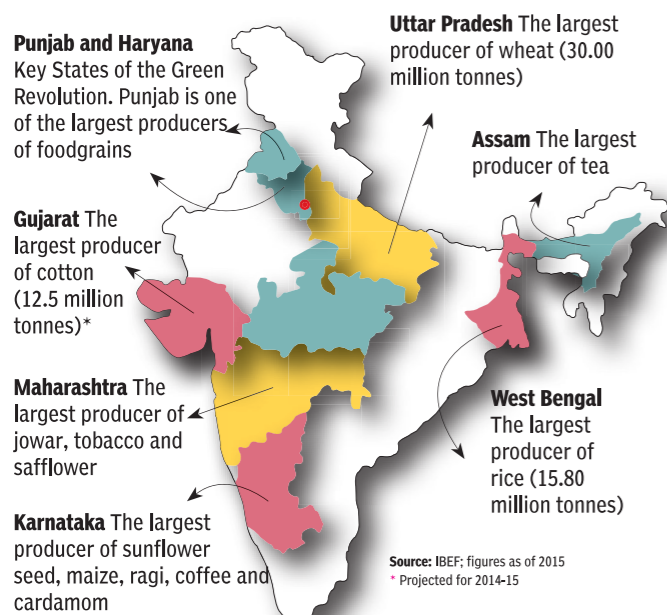 Punjab and Haryana
Key States of the Green
Revolution. Punjab is one
of the largest producers
of foodgrains
Uttar Pradesh The largest
producer of wheat (30.00
million tonnes)
Assam The largest
producer of tea
Gujarat The
largest producer
of cotton
(12.5 million
tonnes)*
Maharashtra The
largest producer of
jowar, tobacco and
safflower
West Bengal
The largest
producer of
rice (15.80
million tonnes)
Karnataka The largest
producer of sunflower
seed, maize, ragi, coffee and
cardamom
Source: IBEF; figures as of 2015
* Projected for 2014-15